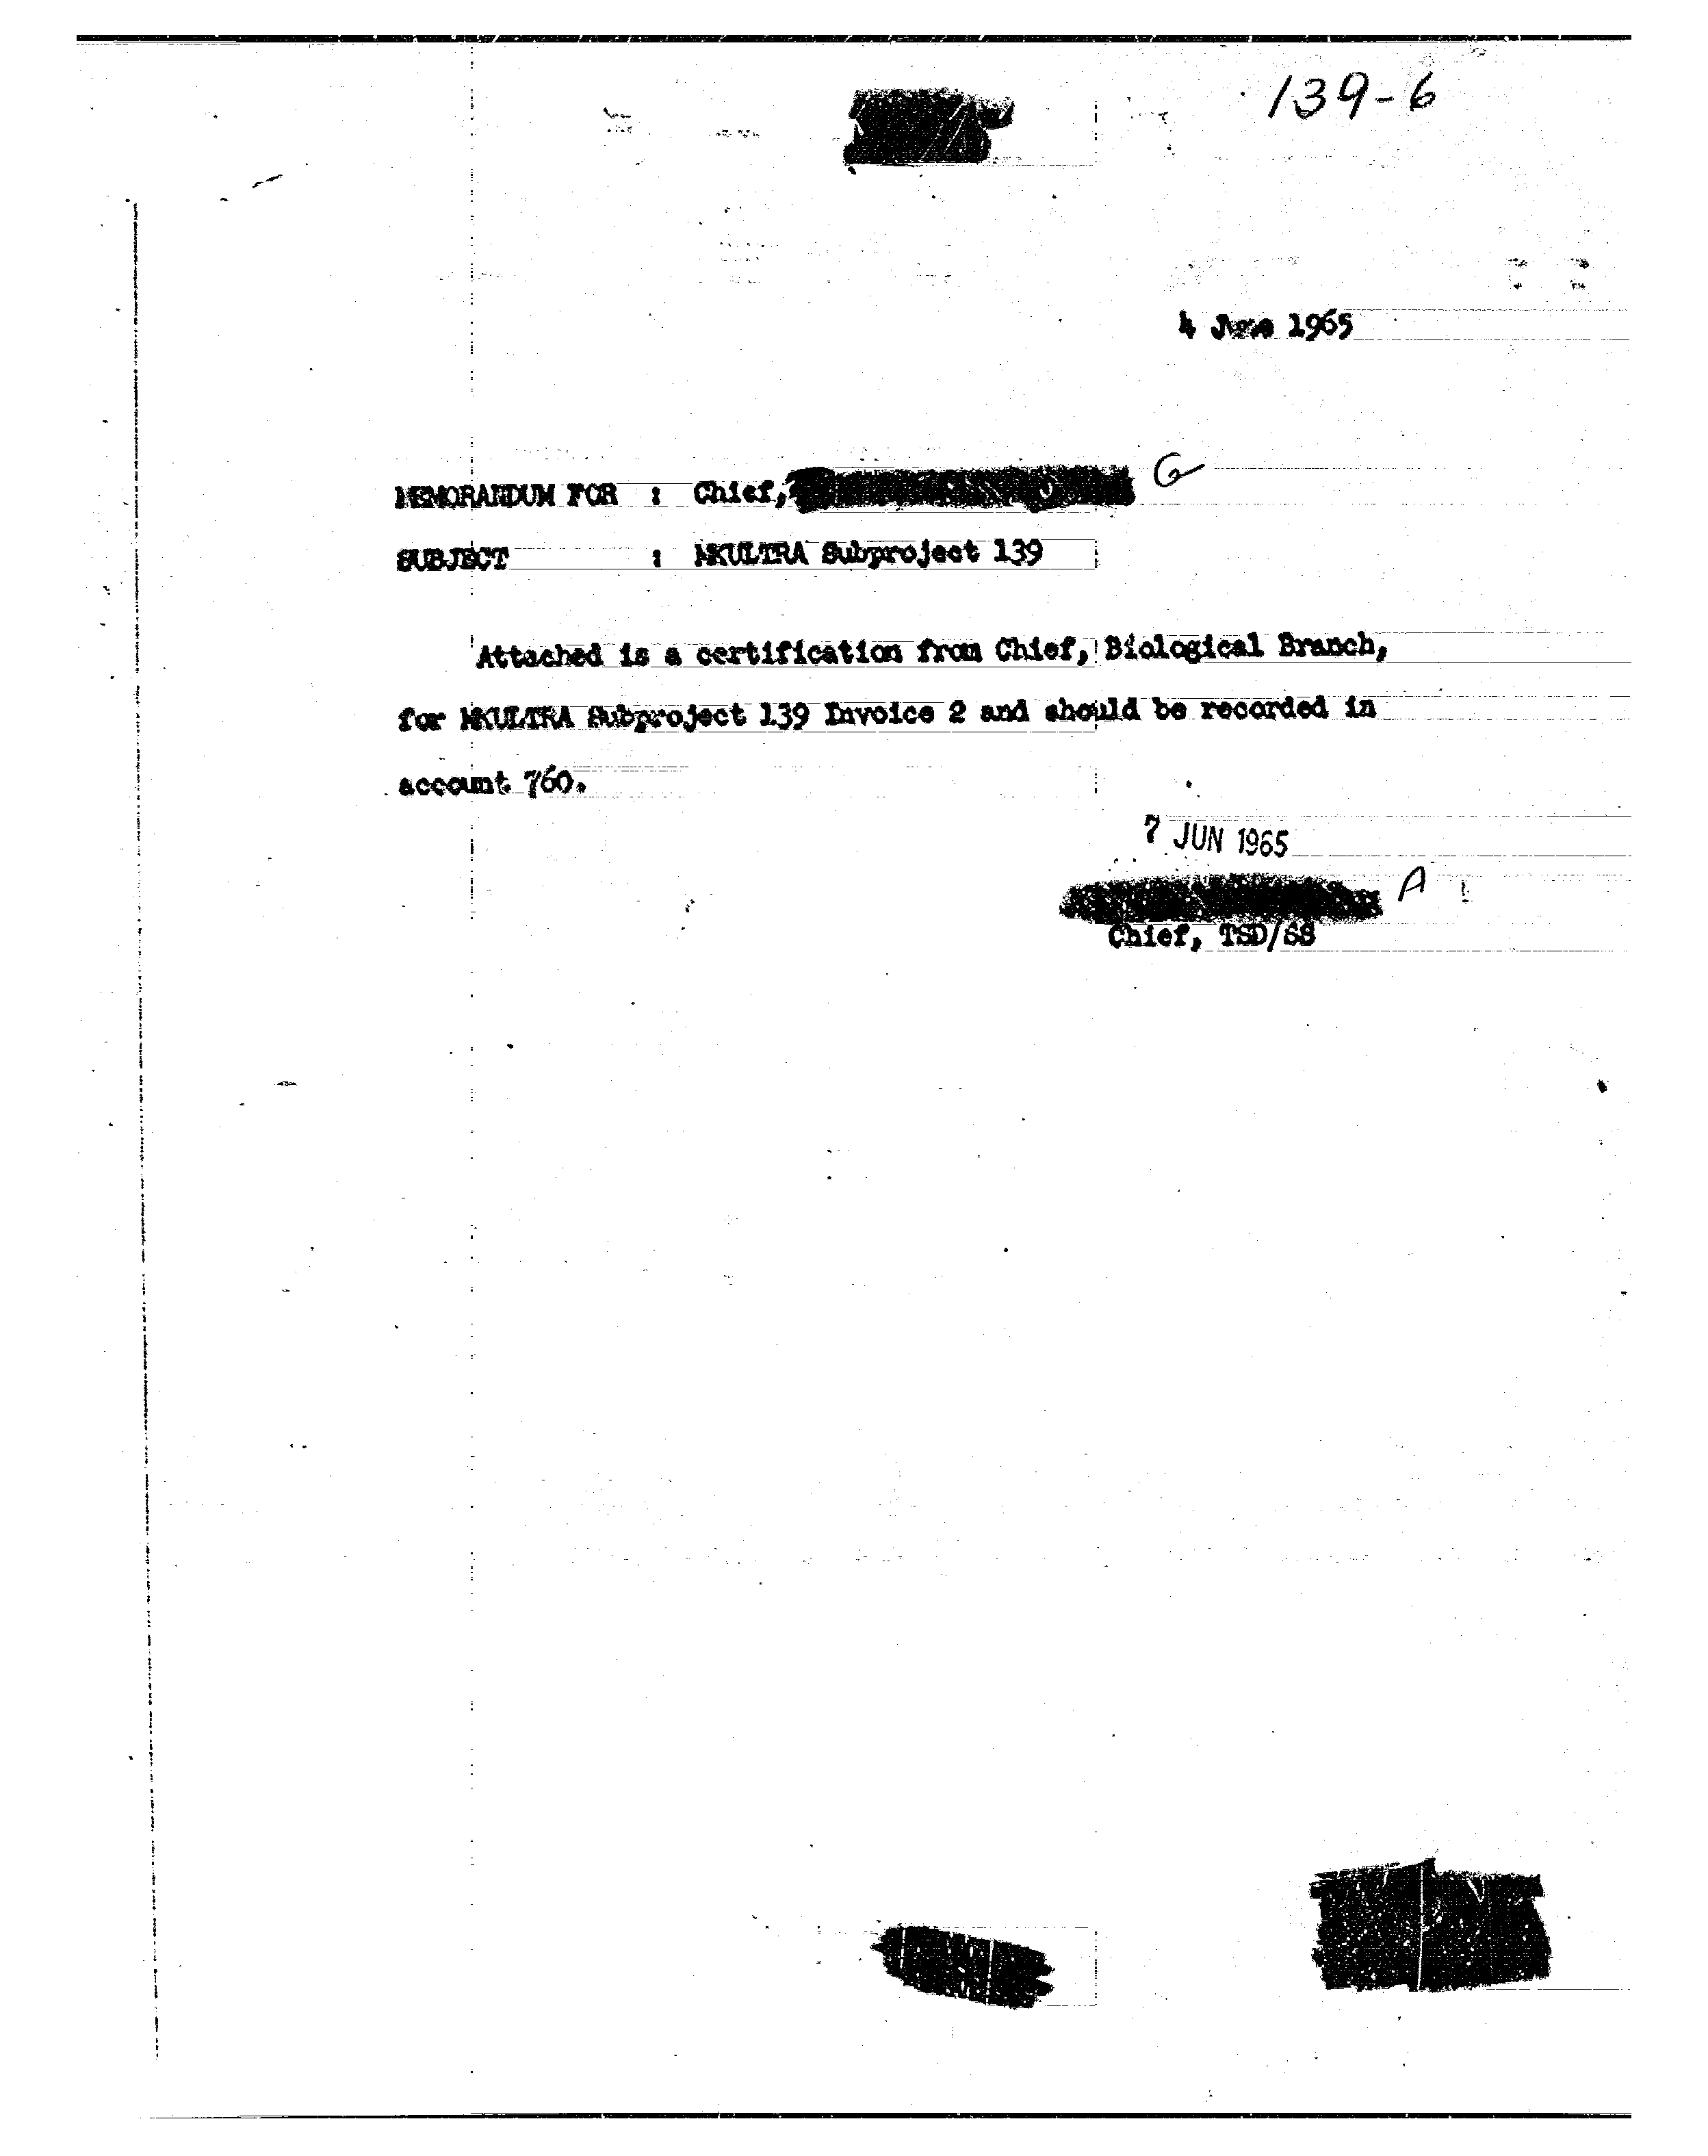 139-6
4 June 1965
MEMORANDUM FOR : Chief, G
SUBJECT : MKULTRA Subproject 139
Attached is a certification from Chief, Biological Branch,
for MKULTRA Subproject 139 Invoice 2 and should be recorded in
account 760.
7 JUN 1965
A
Chief, TSD/SS